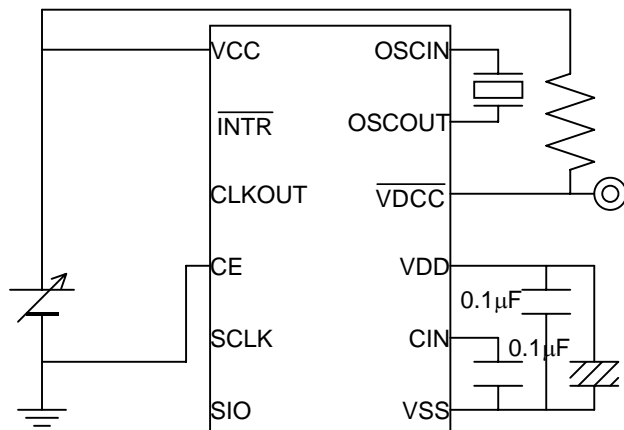 VCC OSCIN
INTR OSCOUT
CLKOUT VDCC
CE VDD
0.1μF
SCLK CIN 0.1μF
SIO VSS